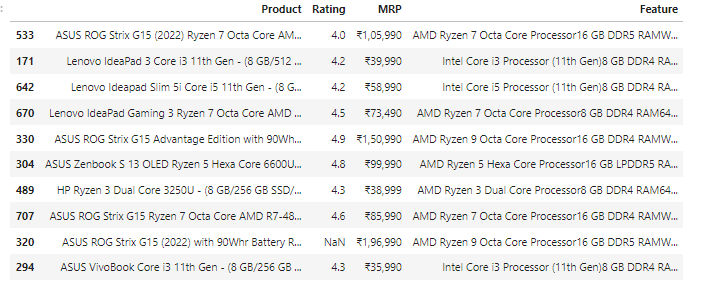 Product Rating MRP Feature
533 ASUS ROG Strix G15 (2022) Ryzen 7 Octa Core AM... 4.0 ₹1,05,990 AMD Ryzen 7 Octa Core Processor16 GB DDR5 RAMW...
171 Lenovo IdeaPad 3 Core i3 11th Gen - (8 GB/512 ... 4.2 ₹39,990 Intel Core i3 Processor (11th Gen)8 GB DDR4 RA...
642 Lenovo Ideapad Slim 5i Core i5 11th Gen - (8 G... 4.2 ₹58,990 Intel Core i5 Processor (11th Gen)8 GB DDR4 RA...
670 Lenovo IdeaPad Gaming 3 Ryzen 7 Octa Core AMD ... 4.5 ₹73,490 AMD Ryzen 7 Octa Core Processor8 GB DDR4 RAM64...
330 ASUS ROG Strix G15 Advantage Edition with 90Wh... 4.9 ₹1,50,990 AMD Ryzen 9 Octa Core Processor16 GB DDR4 RAMW...
304 ASUS Zenbook S 13 OLED Ryzen 5 Hexa Core 6600U... 4.8 ₹99,990 AMD Ryzen 5 Hexa Core Processor16 GB LPDDR5 RA...
489 HP Ryzen 3 Dual Core 3250U - (8 GB/256 GB SSD/... 4.3 ₹38,999 AMD Ryzen 3 Dual Core Processor8 GB DDR4 RAM64...
707 ASUS ROG Strix G15 Ryzen 7 Octa Core AMD R7-48... 4.6 ₹85,990 AMD Ryzen 7 Octa Core Processor16 GB DDR4 RAMW...
320 ASUS ROG Strix G15 (2022) with 90Whr Battery R... NaN ₹1,96,990 AMD Ryzen 9 Octa Core Processor16 GB DDR5 RAMW...
294 ASUS VivoBook Core i3 11th Gen - (8 GB/256 GB ... 4.3 ₹35,990 Intel Core i3 Processor (11th Gen)8 GB DDR4 RA...